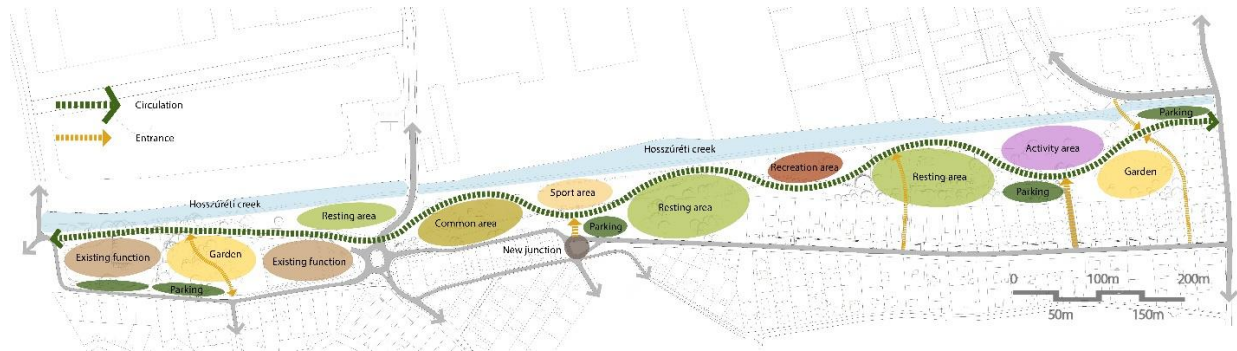 Circulation
Entrance
Hosszúréti creek
Hosszúréti creek
Parking
Activity area
Recreation area
Resting area
Garden
Parking
Sport area
Resting area
Parking
Resting area
Common area
New junction
Existing function
Garden
Existing function
Parking
0 100m 200m
50m 150m